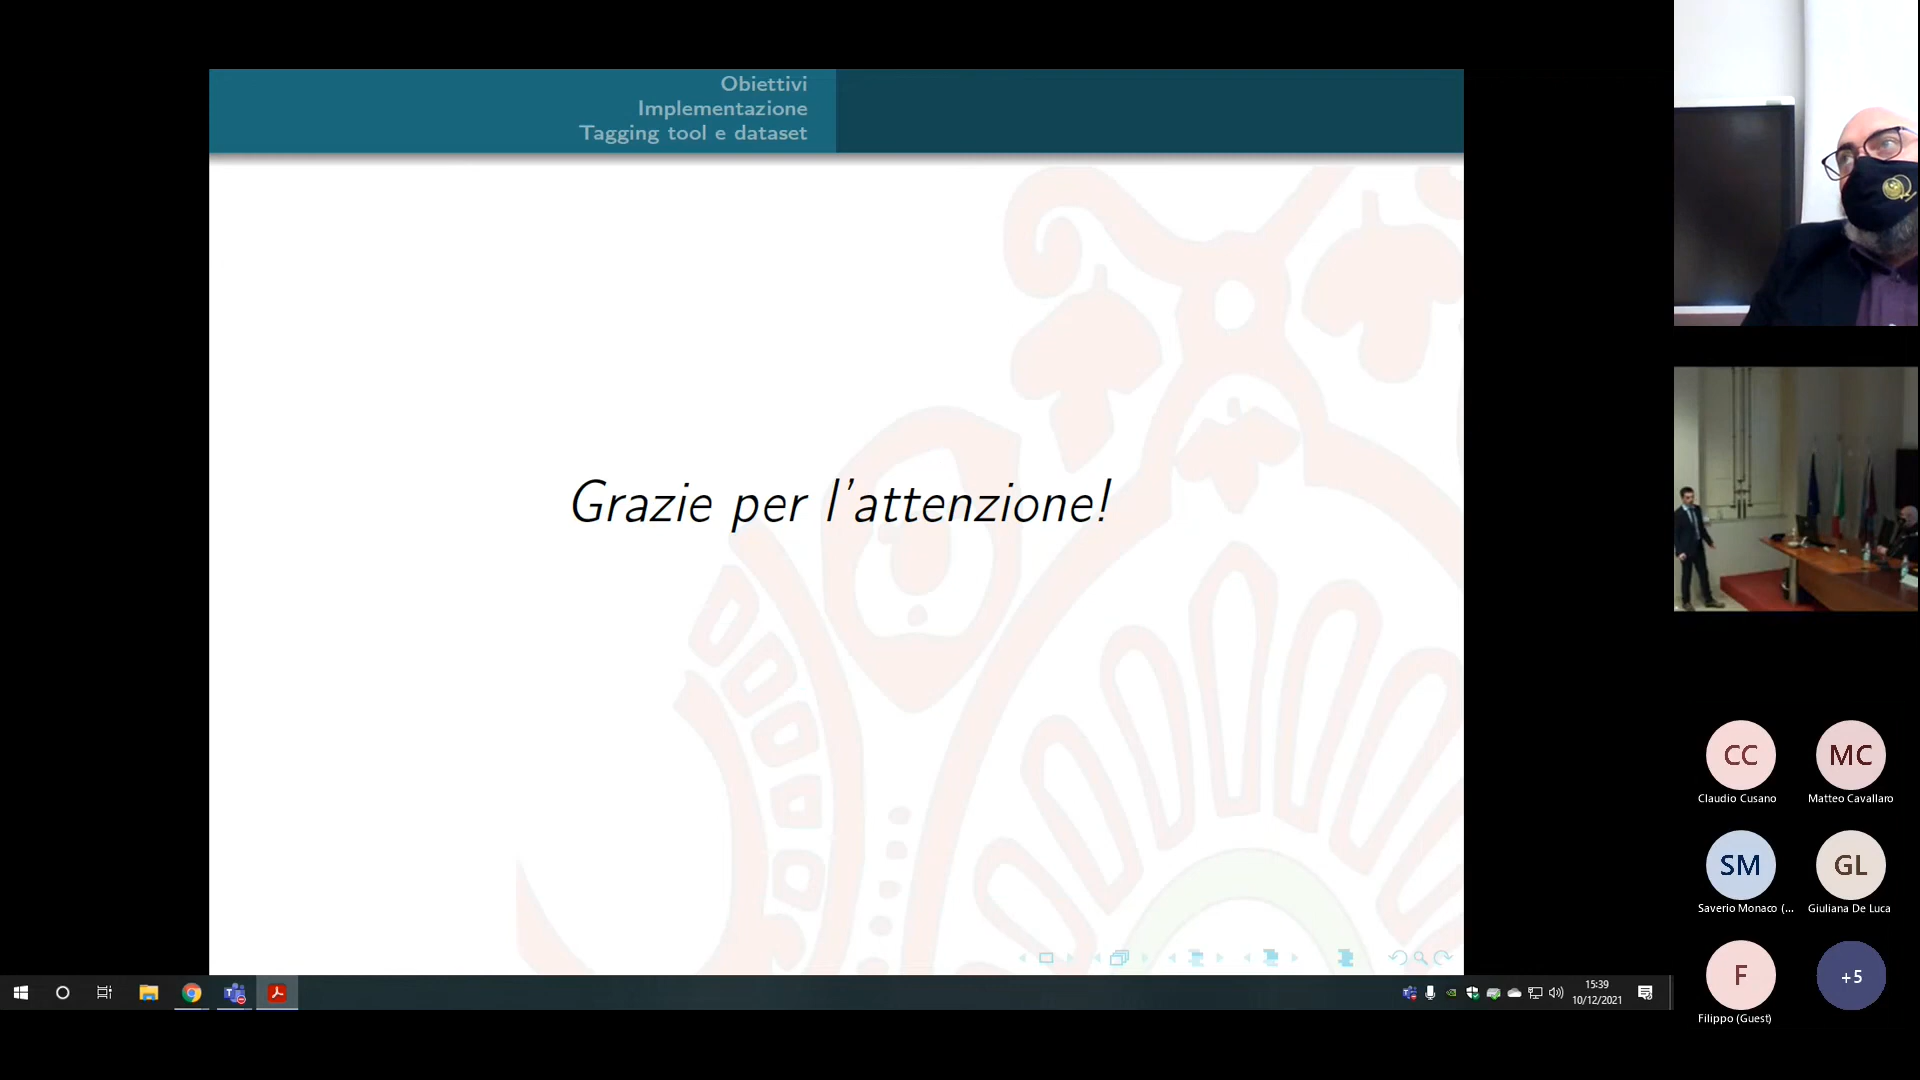 Obiettivi
Implementazione
Tagging tool e dataset
Grazie per l'attenzione!
15:39
10/12/2021
CC
Claudio Cusano
MC
Matteo Cavallaro
SM
Saverio Monaco (...
GL
Giuliana De Luca
F
Filippo (Guest)
+5